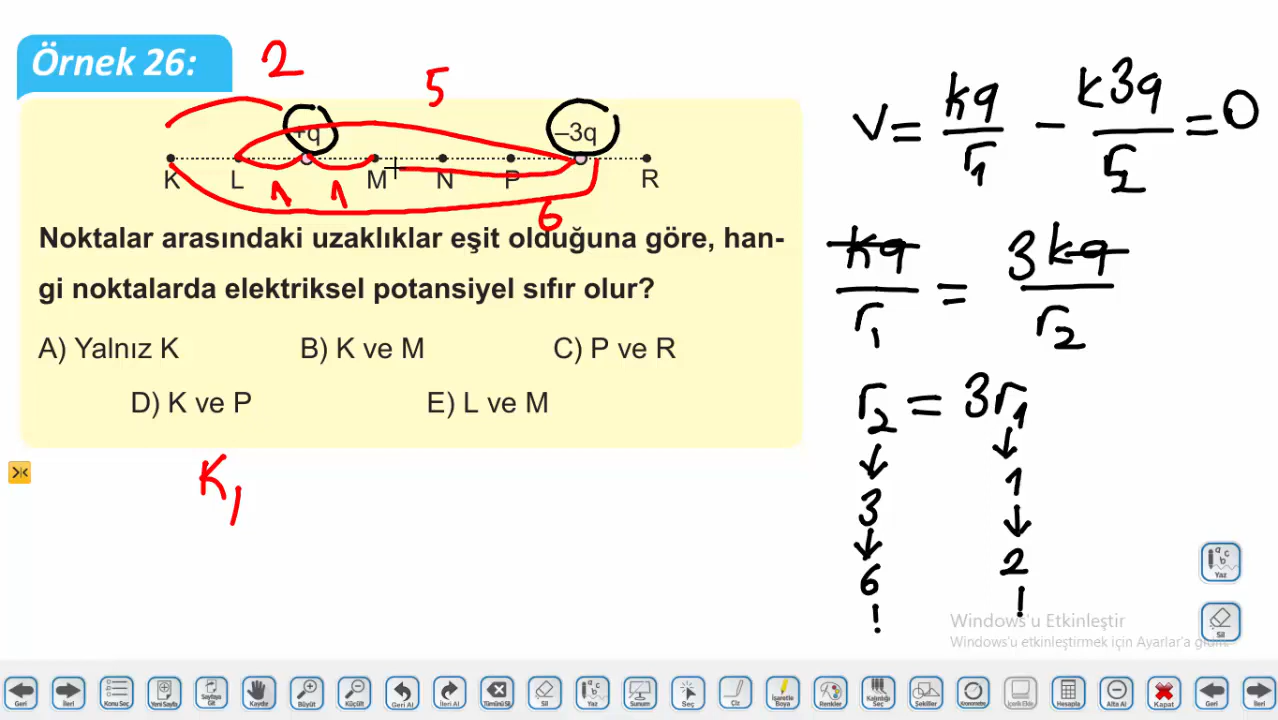 Örnek 26:
2
5
+q
–3q
K L M N P R
1 1
6
Noktalar arasındaki uzaklıklar eşit olduğuna göre, han-
gi noktalarda elektriksel potansiyel sıfır olur?
A) Yalnız K B) K ve M C) P ve R
D) K ve P E) L ve M
K,
V = kq/r1 − k3q/r2 = 0
kq/r1 = 3kq/r2
r2 = 3r1
↓ ↓
3 1
↓ ↓
6 2
! !
Yaz
Sil
Windows'u Etkinleştir
Windows'u etkinleştirmek için Ayarlar'a gidin.
Geri İleri Konu Seç Yeni Sayfa Sayfaya Git Kaydır Büyüt Küçült Geri Al İleri Al Tümünü Sil Sil Yaz Sunum Seç Çiz İşaretle Boya Renkler Kalınlığı Seç Şekiller Kronometre İçerik Ekle Hesapla Alta Al Kapat Geri İleri